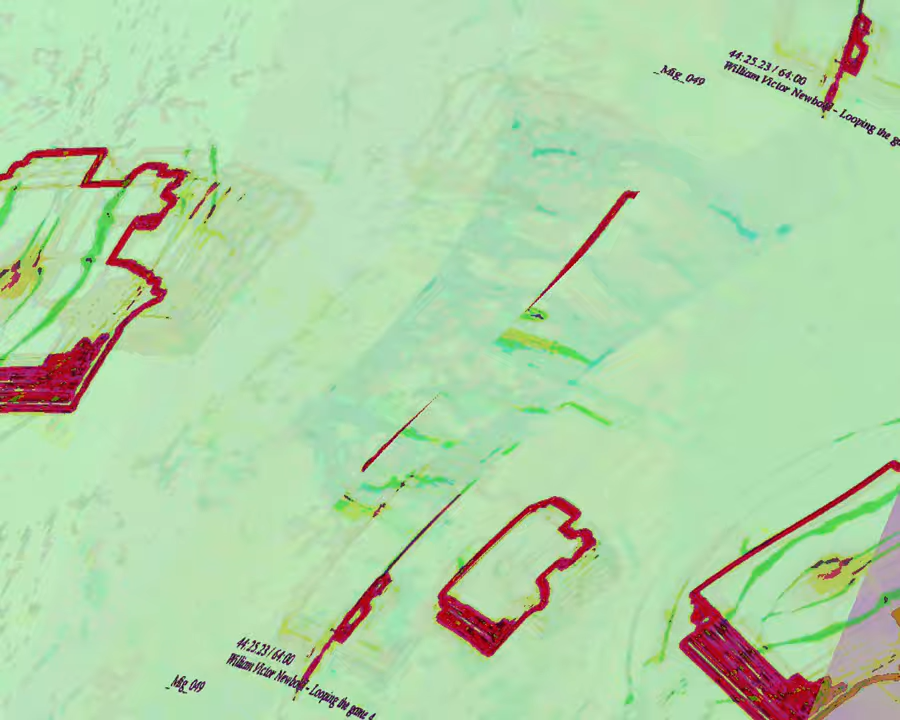 _Mig_049
44:25.23 / 64:00
William Victor Newbold - Looping the
44:25.23 / 64:00
William Victor Newbold - Looping the game 4
_Mig_049